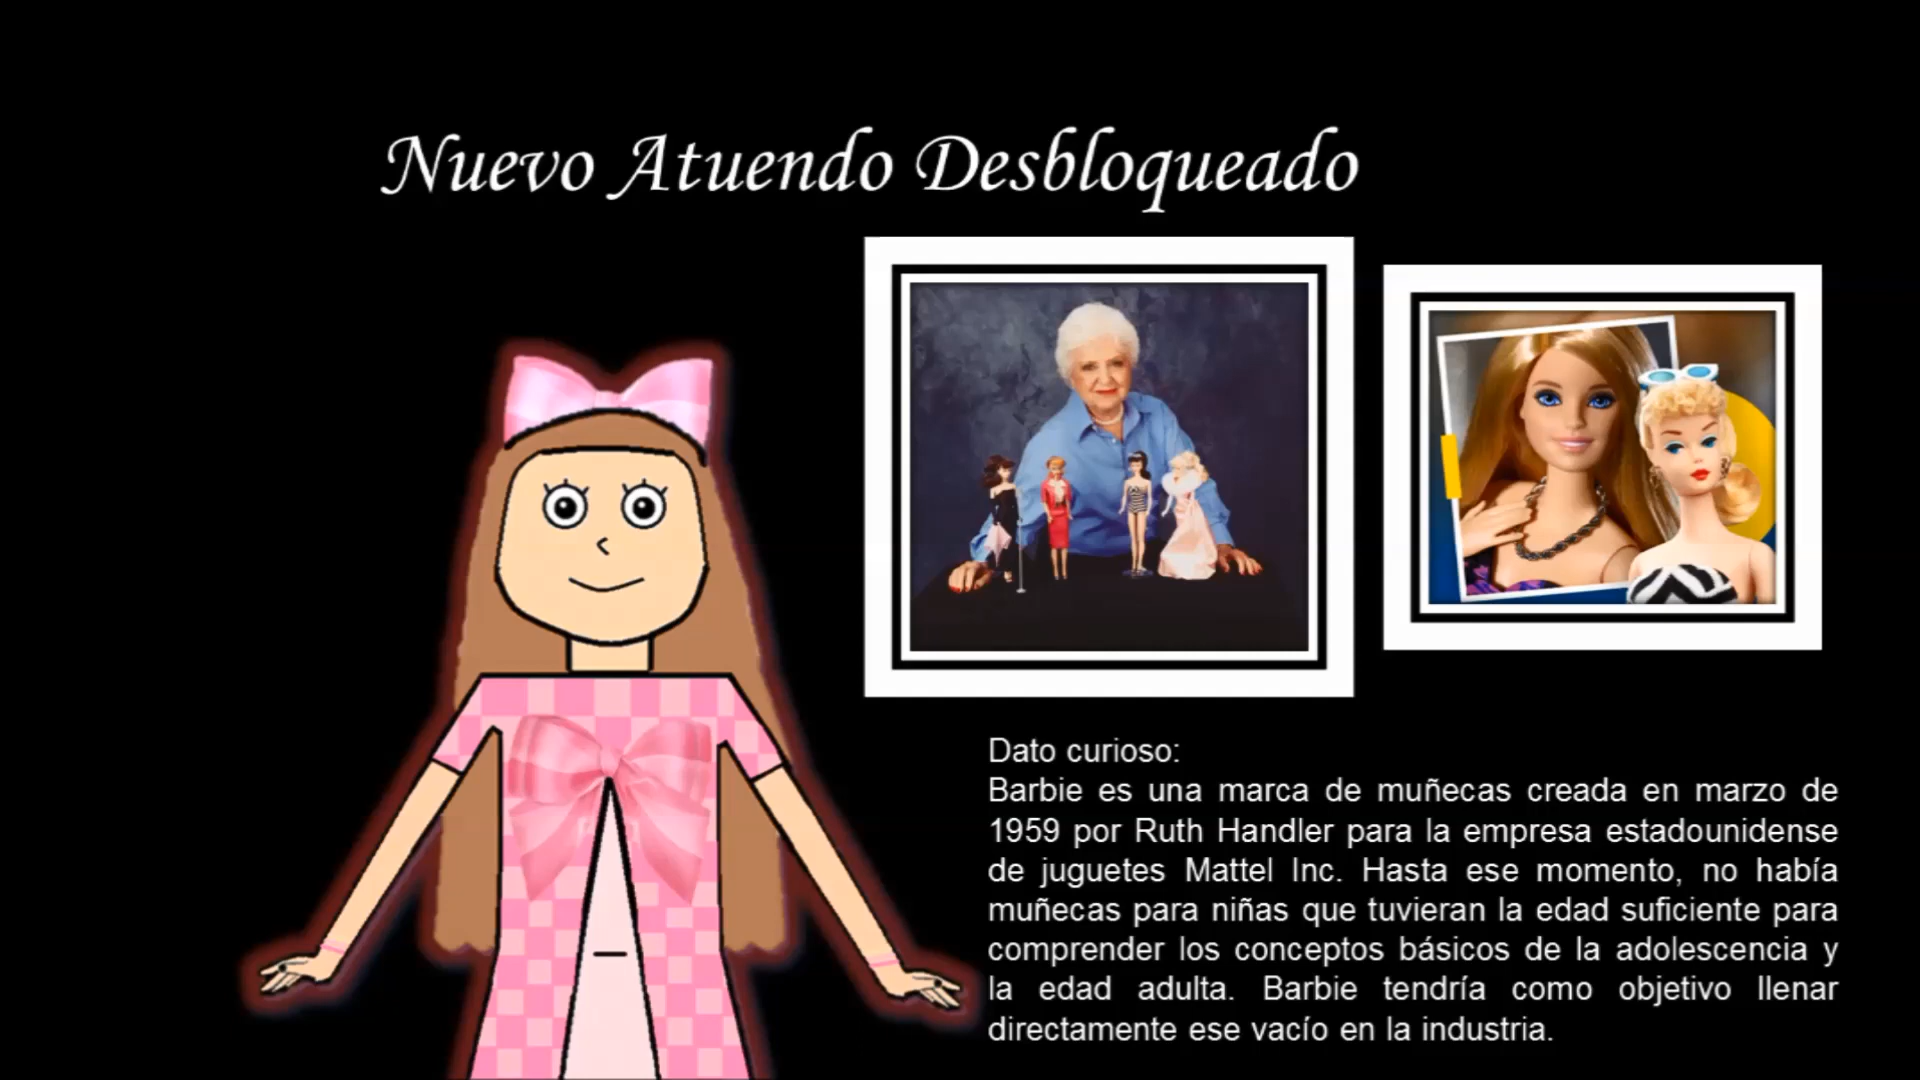 Nuevo Atuendo Desbloqueado
Dato curioso:
Barbie es una marca de muñecas creada en marzo de
1959 por Ruth Handler para la empresa estadounidense
de juguetes Mattel Inc. Hasta ese momento, no había
muñecas para niñas que tuvieran la edad suficiente para
comprender los conceptos básicos de la adolescencia y
la edad adulta. Barbie tendría como objetivo llenar
directamente ese vacío en la industria.